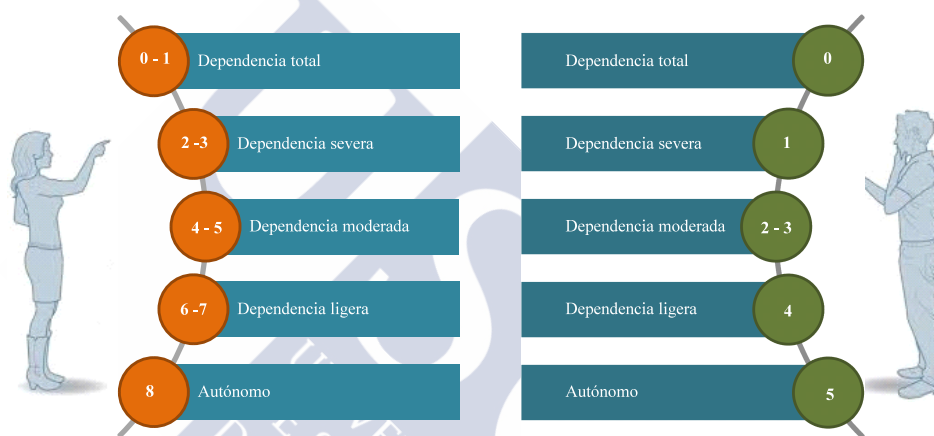 0 - 1
Dependencia total
2 -3
Dependencia severa
4 - 5
Dependencia moderada
6 -7
Dependencia ligera
8
Autónomo
Dependencia total
0
Dependencia severa
1
Dependencia moderada
2 - 3
Dependencia ligera
4
Autónomo
5